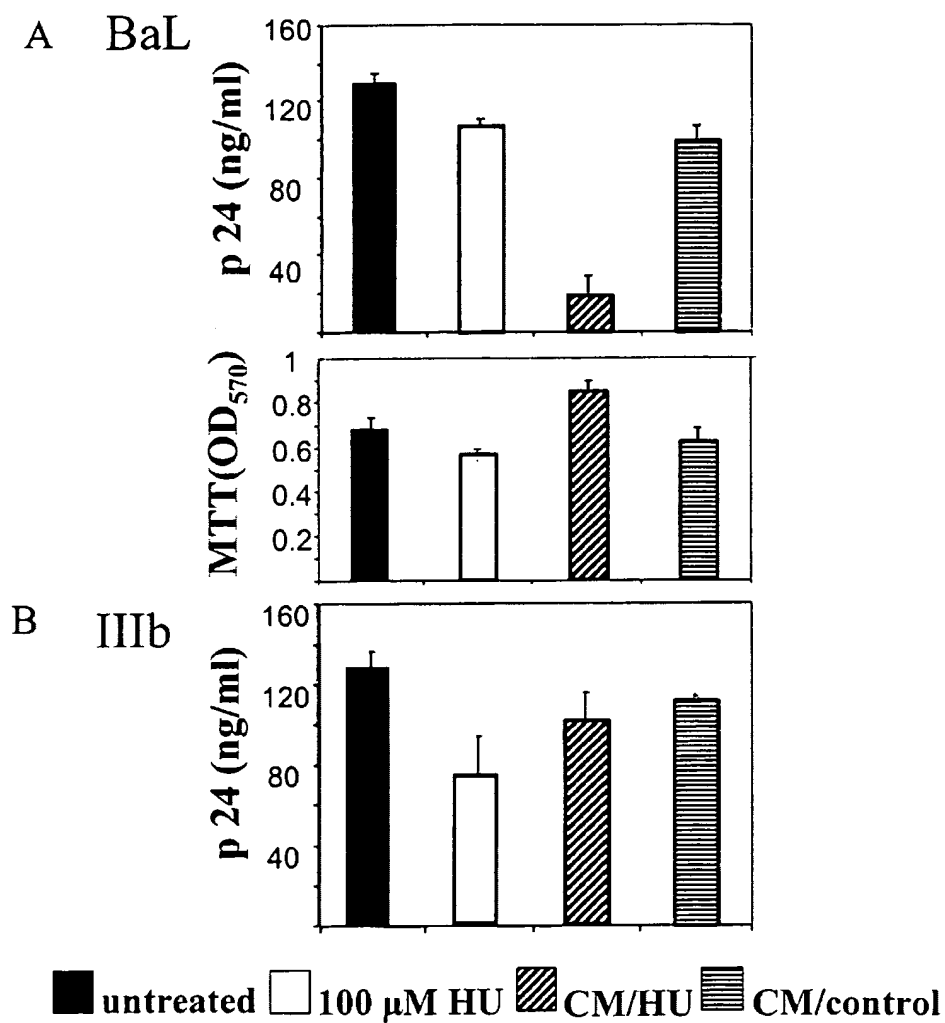 A BaL
p 24 (ng/ml)
160
120
80
40
MTT(OD570)
1
0.8
0.6
0.4
0.2
B IIIb
p 24 (ng/ml)
160
120
80
40
untreated 100 µM HU CM/HU CM/control